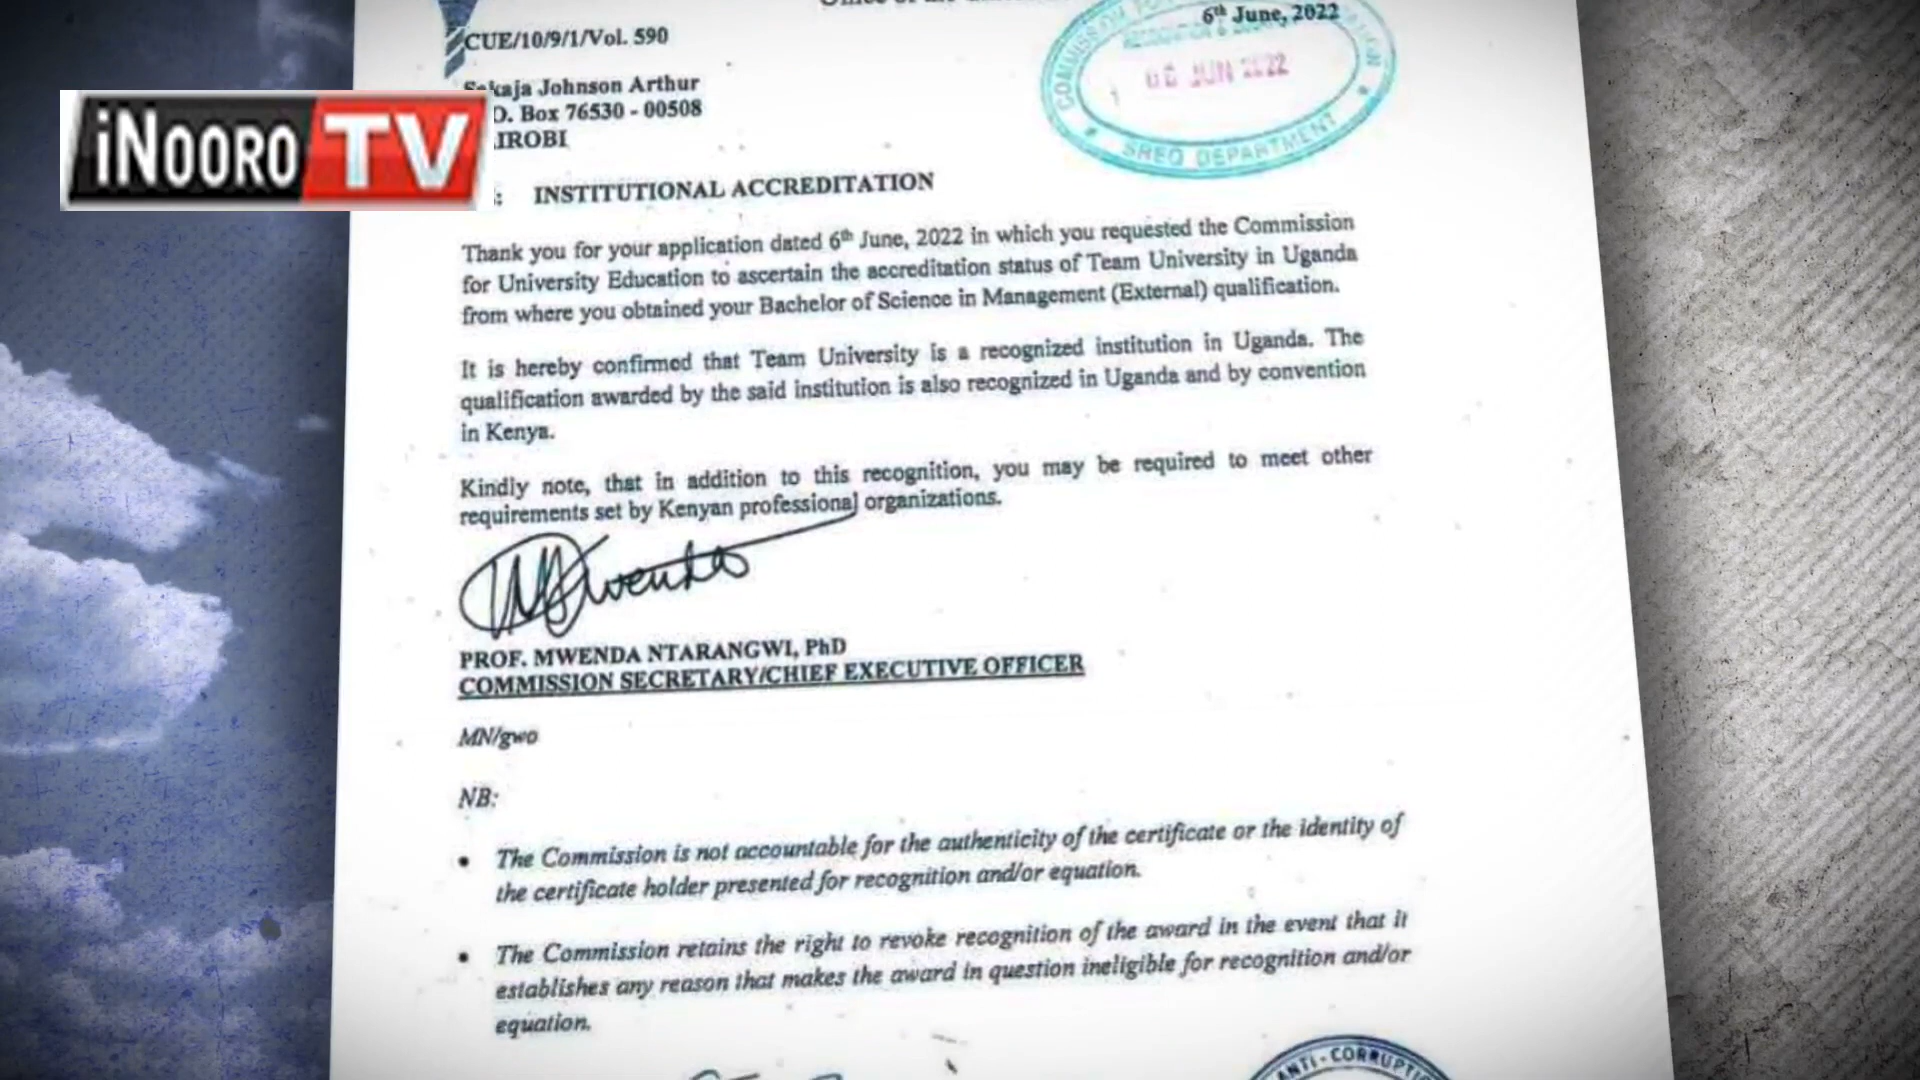 6th June, 2022
CUE/10/9/1/Vol. 590
06 JUN 2022
SREQ DEPARTMENT
Sakaja Johnson Arthur
O. Box 76530 - 00508
IROBI
iNOORO TV
: INSTITUTIONAL ACCREDITATION
Thank you for your application dated 6th June, 2022 in which you requested the Commission
for University Education to ascertain the accreditation status of Team University in Uganda
from where you obtained your Bachelor of Science in Management (External) qualification.
It is hereby confirmed that Team University is a recognized institution in Uganda. The
qualification awarded by the said institution is also recognized in Uganda and by convention
in Kenya.
Kindly note, that in addition to this recognition, you may be required to meet other
requirements set by Kenyan professional organizations.
PROF. MWENDA NTARANGWI, PhD
COMMISSION SECRETARY/CHIEF EXECUTIVE OFFICER
MN/gwo
NB:
• The Commission is not accountable for the authenticity of the certificate or the identity of
the certificate holder presented for recognition and/or equation.
• The Commission retains the right to revoke recognition of the award in the event that it
establishes any reason that makes the award in question ineligible for recognition and/or
equation.
ANTI-CORRUPTI